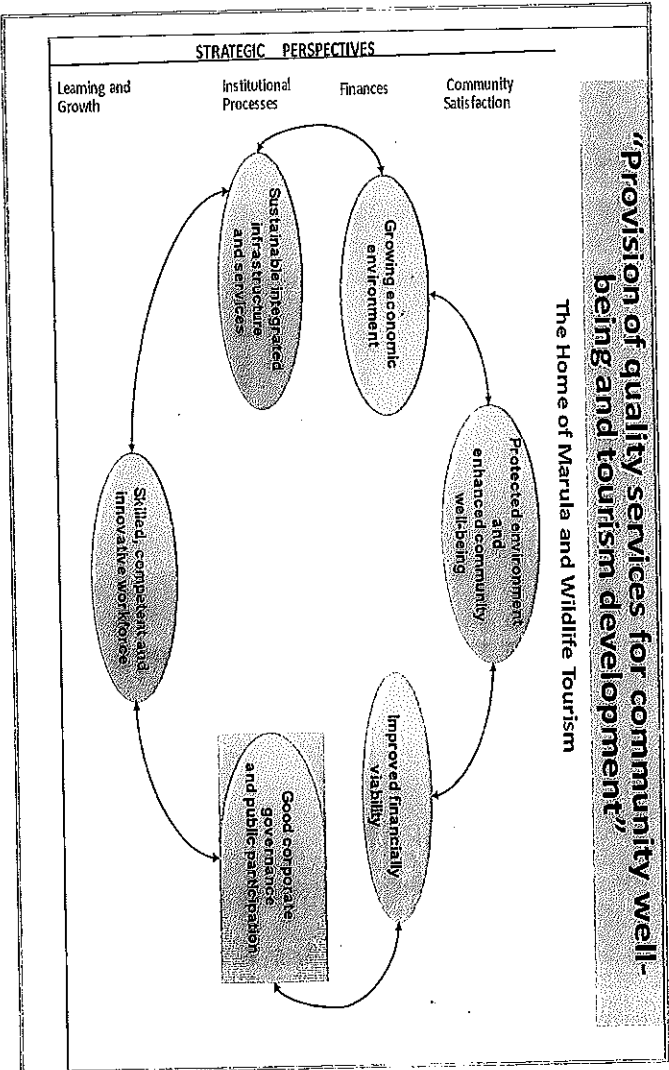 “Provision of quality services for community well-
being and tourism development”
The Home of Marula and Wildlife Tourism
STRATEGIC PERSPECTIVES
Community
Satisfaction
Protected environment
and
enhanced community
well-being
Finances
Growing economic
environment
Improved financially
viability
Institutional
Processes
Sustainable integrated
infrastructure
and services
Good corporate
governance
and public participation
Learning and
Growth
Skilled, competent and
innovative workforce